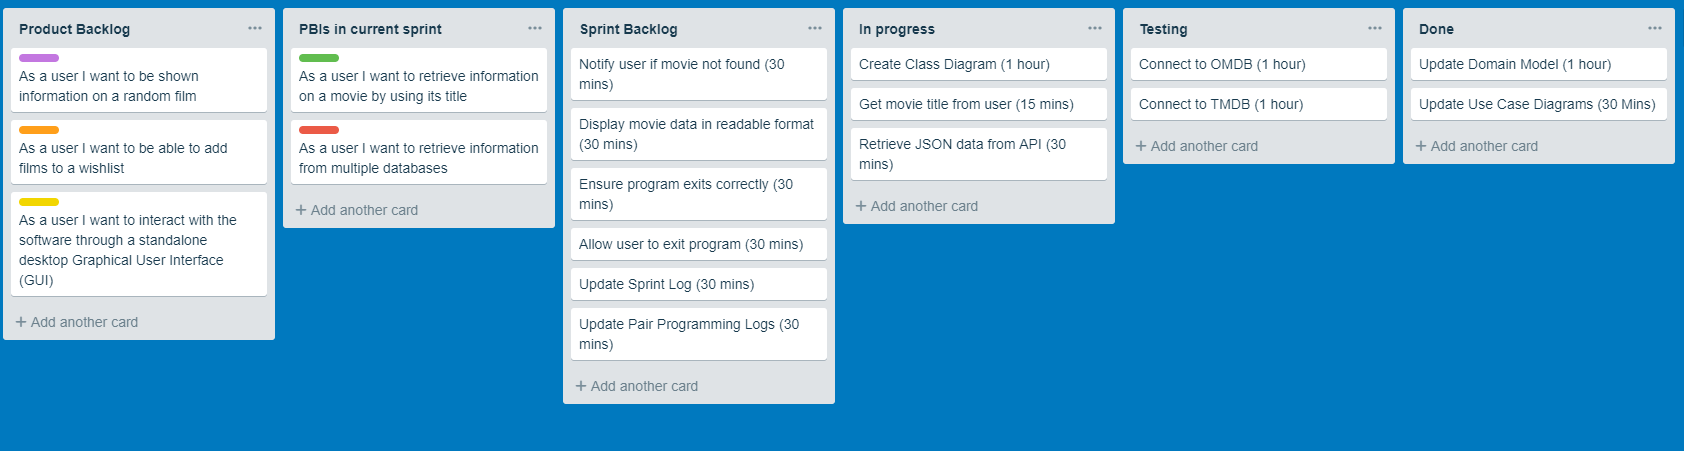 Product Backlog
As a user I want to be shown
information on a random film
As a user I want to be able to add
films to a wishlist
As a user I want to interact with the
software through a standalone
desktop Graphical User Interface
(GUI)
+ Add another card
PBIs in current sprint
As a user I want to retrieve information
on a movie by using its title
As a user I want to retrieve information
from multiple databases
+ Add another card
Sprint Backlog
Notify user if movie not found (30
mins)
Display movie data in readable format
(30 mins)
Ensure program exits correctly (30
mins)
Allow user to exit program (30 mins)
Update Sprint Log (30 mins)
Update Pair Programming Logs (30
mins)
+ Add another card
In progress
Create Class Diagram (1 hour)
Get movie title from user (15 mins)
Retrieve JSON data from API (30
mins)
+ Add another card
Testing
Connect to OMDB (1 hour)
Connect to TMDB (1 hour)
+ Add another card
Done
Update Domain Model (1 hour)
Update Use Case Diagrams (30 Mins)
+ Add another card